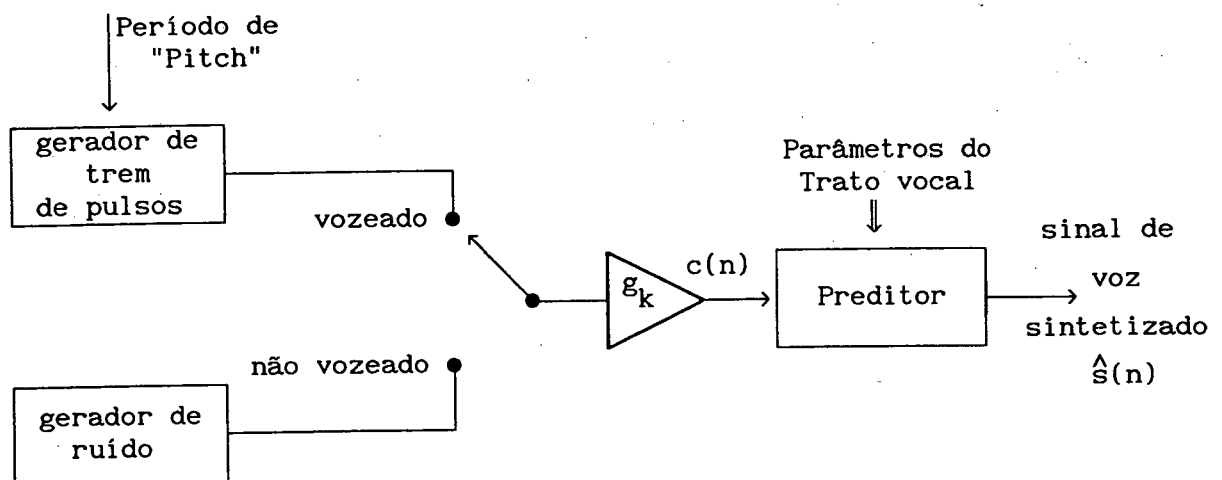 Período de
"Pitch"
gerador de
trem
de pulsos
vozeado
Parâmetros do
Trato vocal
g_k
c(n)
Preditor
sinal de
voz
sintetizado
ŝ(n)
não vozeado
gerador de
ruído